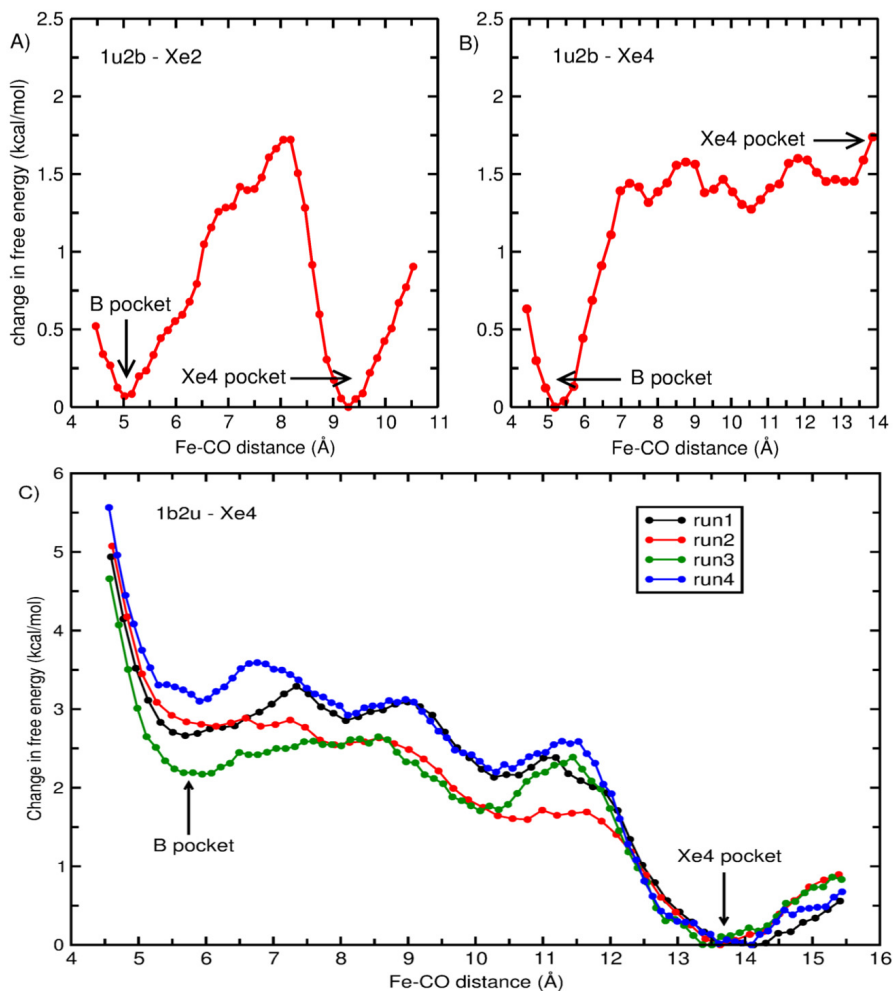 A)
1u2b - Xe2
change in free energy (kcal/mol)
2.5
2
1.5
1
0.5
0
B pocket
Xe4 pocket
4 5 6 7 8 9 10 11
Fe-CO distance (Å)
B)
1u2b - Xe4
2.5
2
1.5
1
0.5
0
Xe4 pocket
B pocket
4 5 6 7 8 9 10 11 12 13 14
Fe-CO distance (Å)
C)
1b2u - Xe4
Change in free energy (kcal/mol)
6
5
4
3
2
1
0
run1
run2
run3
run4
B pocket
Xe4 pocket
4 5 6 7 8 9 10 11 12 13 14 15 16
Fe-CO distance (Å)